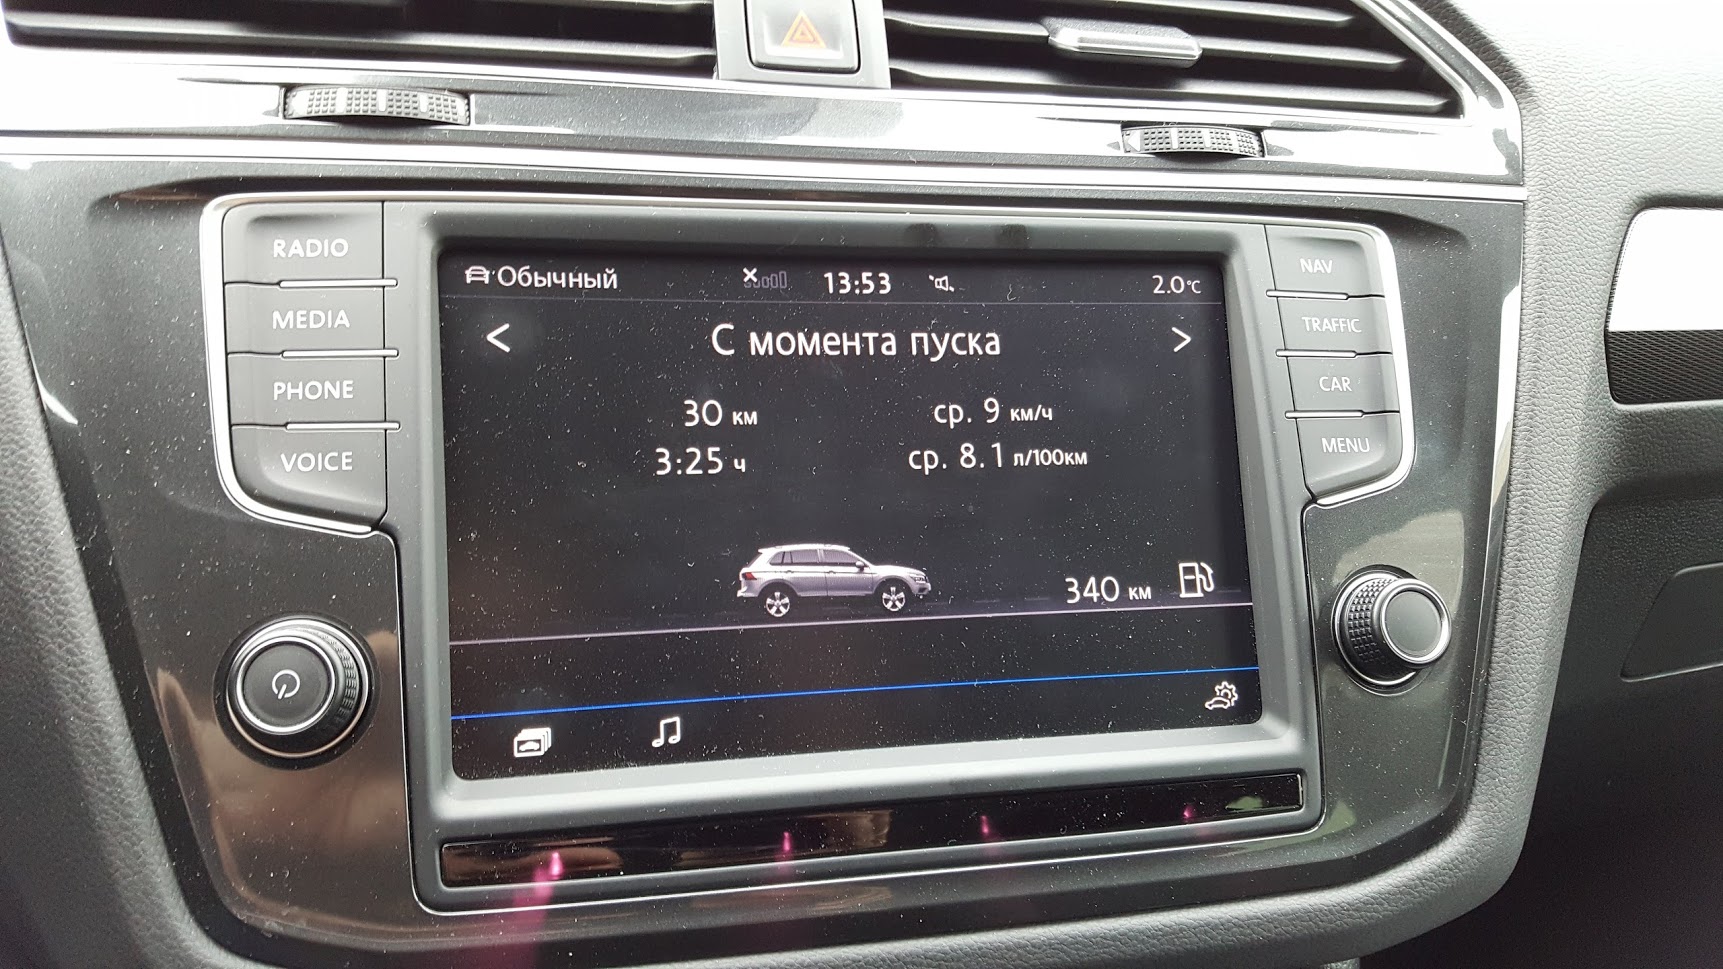 RADIO
MEDIA
PHONE
VOICE
Обычный 13:53 2.0°C
< С момента пуска >
30 км ср. 9 км/ч
3:25 ч ср. 8.1 л/100км
340 км
NAV
TRAFFIC
CAR
MENU